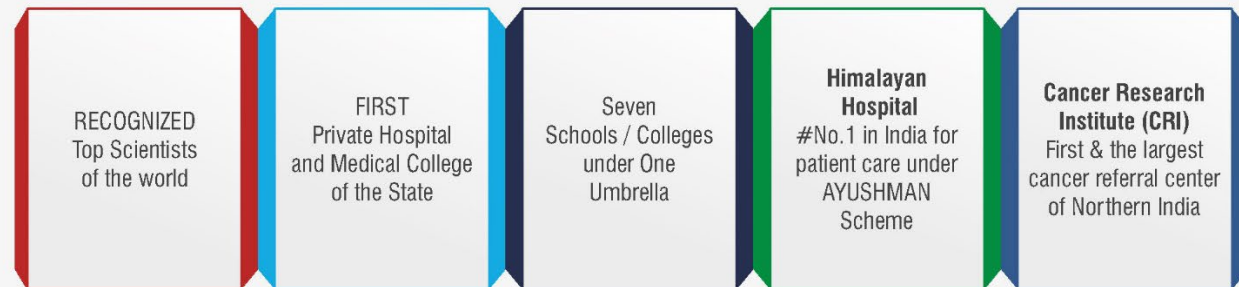 RECOGNIZED
Top Scientists
of the world
FIRST
Private Hospital
and Medical College
of the State
Seven
Schools / Colleges
under One
Umbrella
Himalayan
Hospital
#No.1 in India for
patient care under
AYUSHMAN
Scheme
Cancer Research
Institute (CRI)
First & the largest
cancer referral center
of Northern India